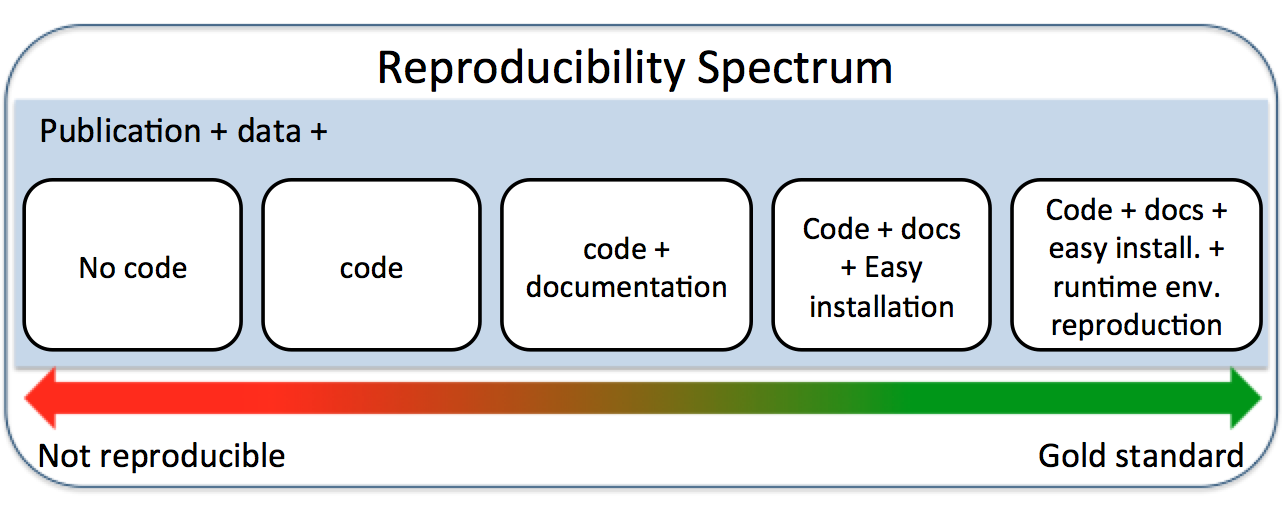 Reproducibility Spectrum
Publication + data +
No code
code
code +
documentation
Code + docs
+ Easy
installation
Code + docs +
easy install. +
runtime env.
reproduction
Not reproducible
Gold standard